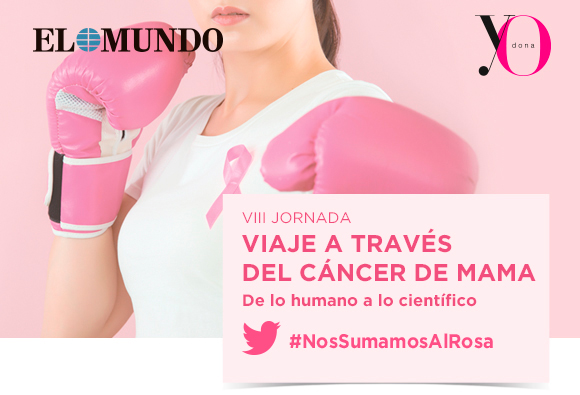 EL MUNDO
yo
dona
VIII JORNADA
VIAJE A TRAVÉS
DEL CÁNCER DE MAMA
De lo humano a lo científico
#NosSumamosAlRosa